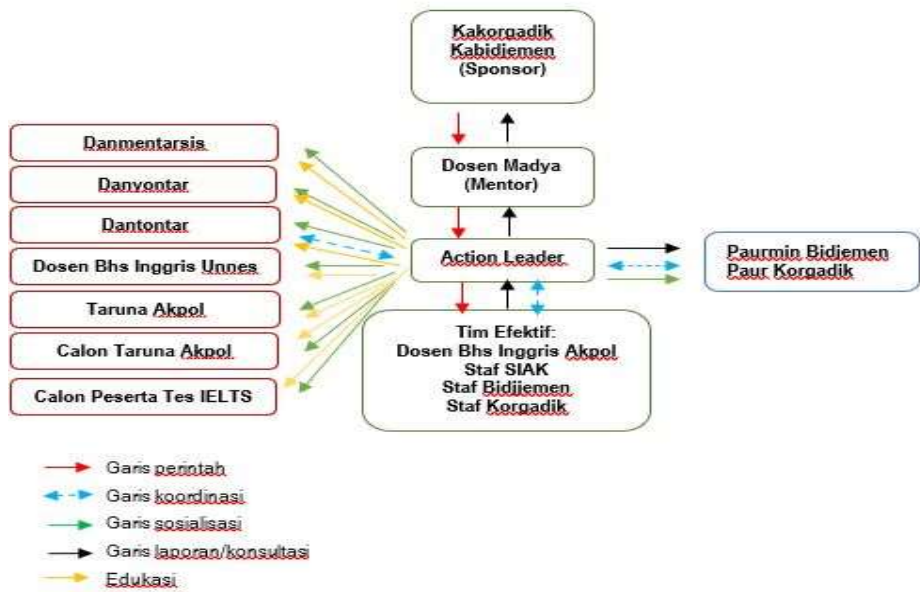 Kakorgadik
Kabidjemen
(Sponsor)
Danmentarsis
Danyontar
Dantontar
Dosen Bhs Inggris Unnes
Taruna Akpol
Calon Taruna Akpol
Calon Peserta Tes IELTS
Dosen Madya
(Mentor)
Action Leader
Tim Efektif:
Dosen Bhs Inggris Akpol
Staf SIAK
Staf Bidjjemen
Staf Korgadik
Paurmin Bidjemen
Paur Korgadik
Garis perintah
Garis koordinasi
Garis sosialisasi
Garis laporan/konsultasi
Edukasi